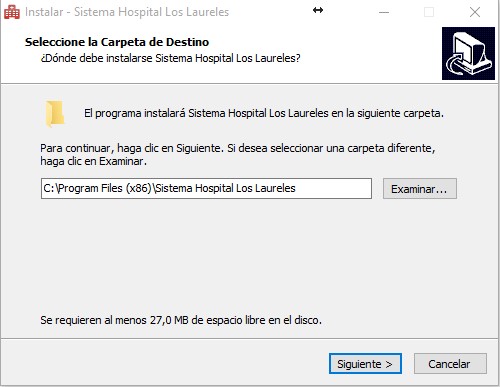 Instalar - Sistema Hospital Los Laureles
Seleccione la Carpeta de Destino
¿Dónde debe instalarse Sistema Hospital Los Laureles?
El programa instalará Sistema Hospital Los Laureles en la siguiente carpeta.
Para continuar, haga clic en Siguiente. Si desea seleccionar una carpeta diferente,
haga clic en Examinar.
C:\Program Files (x86)\Sistema Hospital Los Laureles
Examinar...
Se requieren al menos 27,0 MB de espacio libre en el disco.
Siguiente >
Cancelar